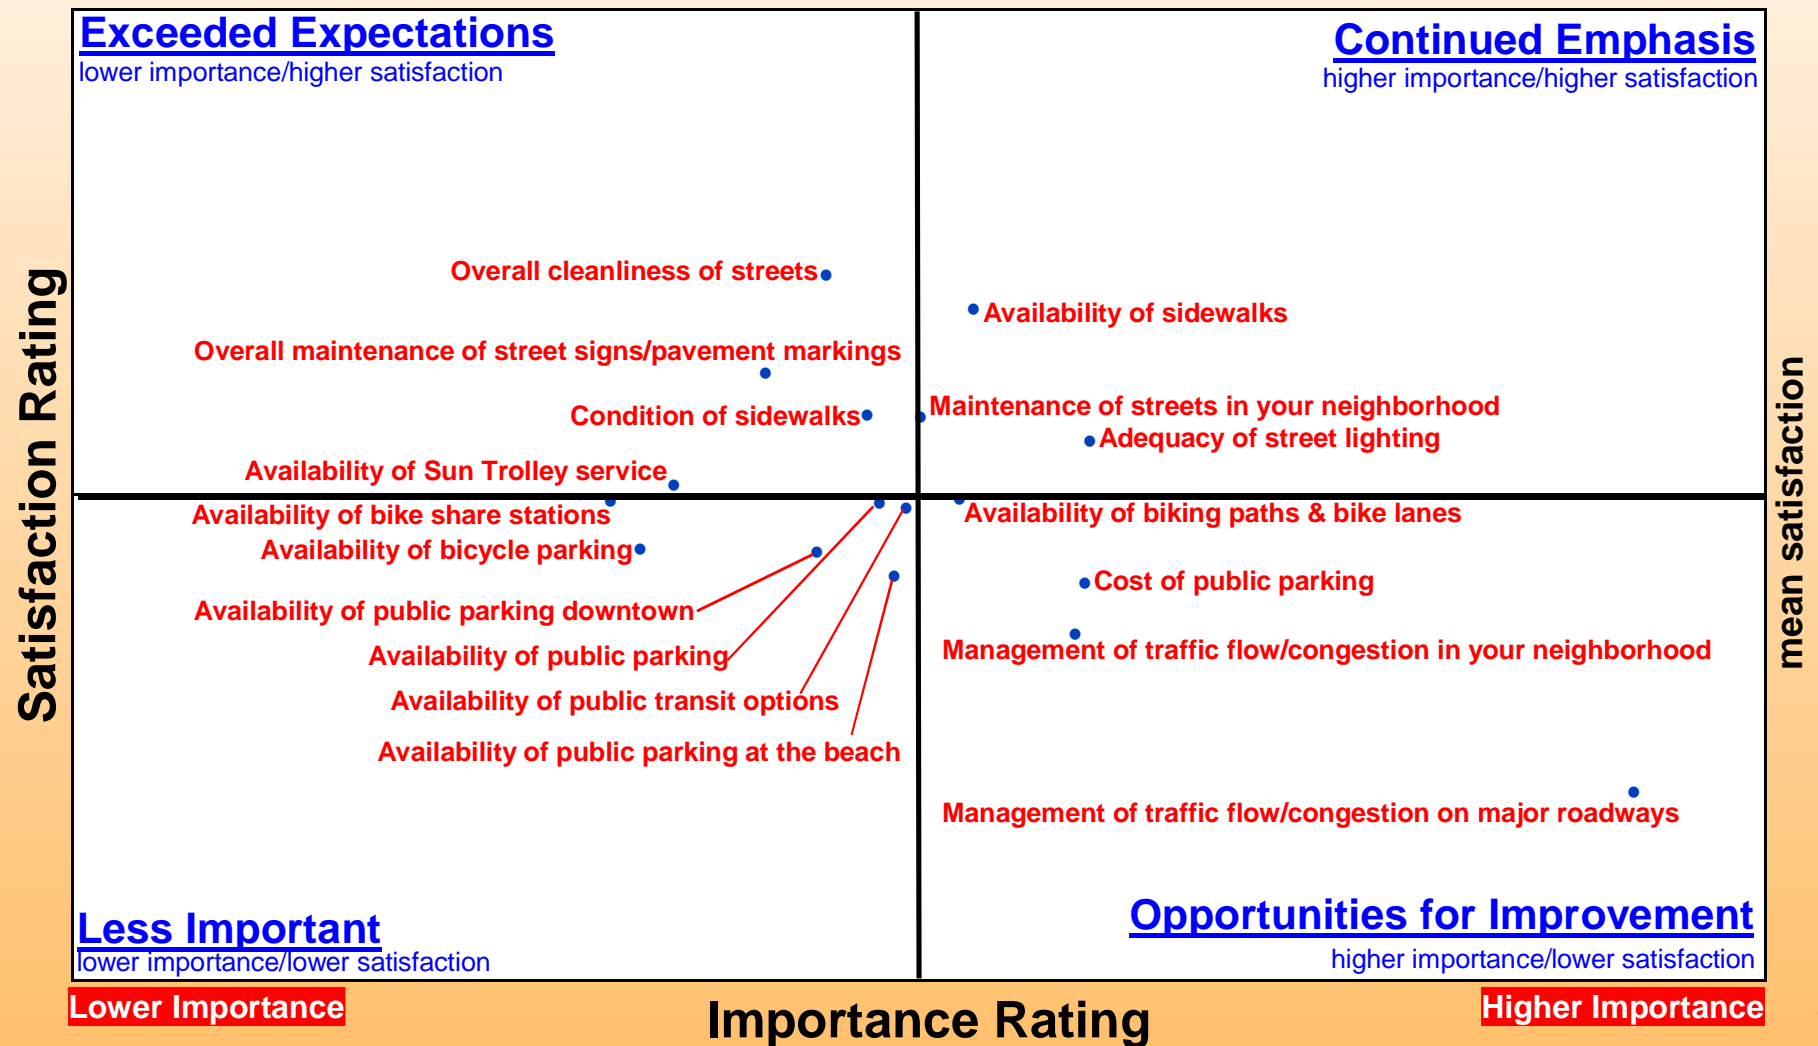 Exceeded Expectations
lower importance/higher satisfaction
Continued Emphasis
higher importance/higher satisfaction
Overall cleanliness of streets
Availability of sidewalks
Overall maintenance of street signs/pavement markings
Condition of sidewalks
Maintenance of streets in your neighborhood
Adequacy of street lighting
Availability of Sun Trolley service
Availability of bike share stations
Availability of biking paths & bike lanes
Availability of bicycle parking
Cost of public parking
Availability of public parking downtown
Availability of public parking
Management of traffic flow/congestion in your neighborhood
Availability of public transit options
Availability of public parking at the beach
Management of traffic flow/congestion on major roadways
Less Important
lower importance/lower satisfaction
Opportunities for Improvement
higher importance/lower satisfaction
Satisfaction Rating
mean satisfaction
Lower Importance
Importance Rating
Higher Importance